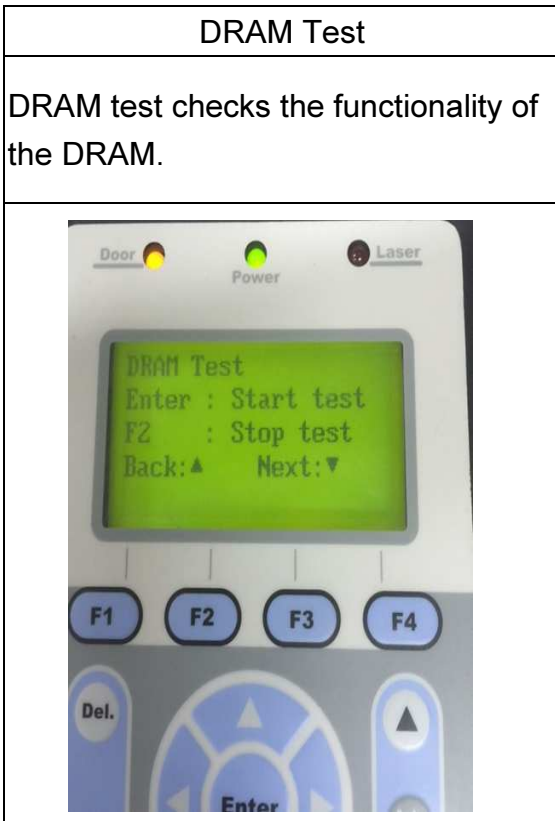 DRAM Test
DRAM test checks the functionality of
the DRAM.
Door
Power
Laser
DRAM Test
Enter : Start test
F2 : Stop test
Back:▲ Next:▼
F1 F2 F3 F4
Del.
Enter